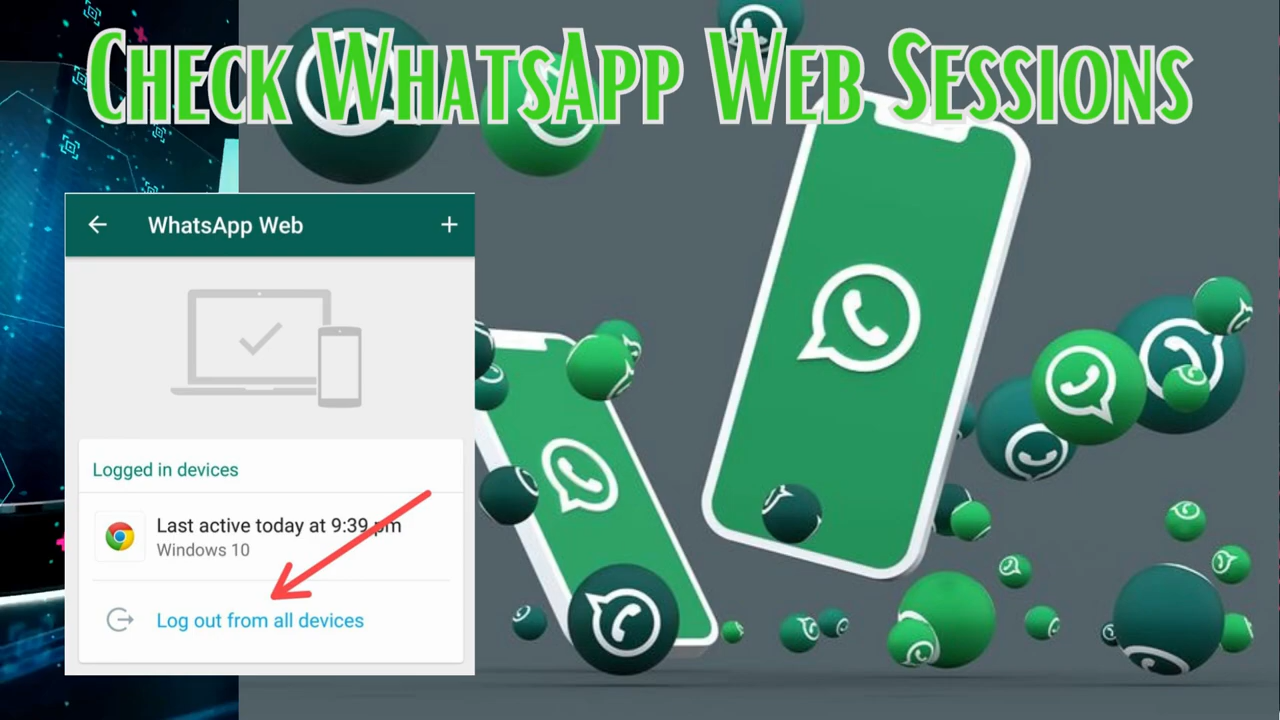 Check WhatsApp Web Sessions
WhatsApp Web
Logged in devices
Last active today at 9:39 pm
Windows 10
Log out from all devices